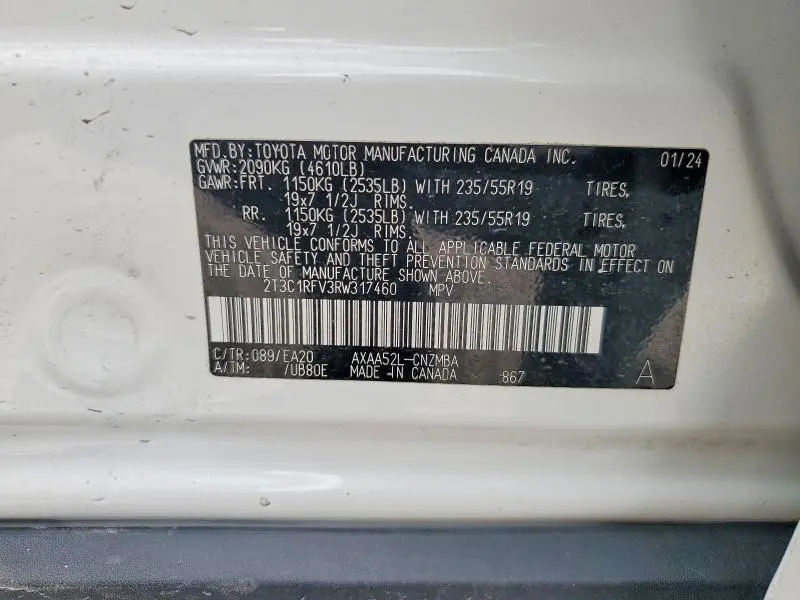 MFD.BY:TOYOTA MOTOR MANUFACTURING CANADA INC. 01/24
GVWR:2090KG (4610LB)
GAWR:FRT. 1150KG (2535LB) WITH 235/55R19 TIRES,
19x7 1/2J RIMS.
RR. 1150KG (2535LB) WITH 235/55R19 TIRES,
19x7 1/2J RIMS.
THIS VEHICLE CONFORMS TO ALL APPLICABLE FEDERAL MOTOR
VEHICLE SAFETY AND THEFT PREVENTION STANDARDS IN EFFECT ON
THE DATE OF MANUFACTURE SHOWN ABOVE.
2T3C1RFV3RW317460 MPV
C/TR:089/EA20 AXAA52L-CNZMBA
A/TM: /UB80E MADE IN CANADA 867 A